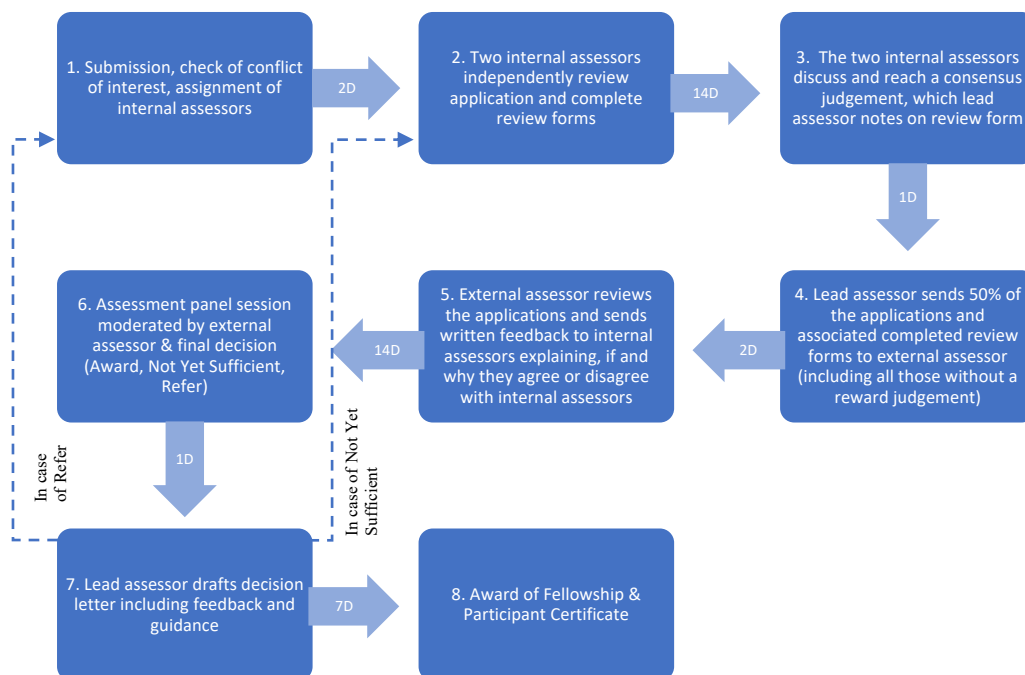 1. Submission, check of conflict
of interest, assignment of
internal assessors
2D
2. Two internal assessors
independently review
application and complete
review forms
14D
3.  The two internal assessors
discuss and reach a consensus
judgement, which lead
assessor notes on review form
1D
4. Lead assessor sends 50% of
the applications and
associated completed review
forms to external assessor
(including all those without a
reward judgement)
2D
5. External assessor reviews
the applications and sends
written feedback to internal
assessors explaining, if and
why they agree or disagree
with internal assessors
14D
6. Assessment panel session
moderated by external
assessor & final decision
(Award, Not Yet Sufficient,
Refer)
1D
In case
of Refer
In case of Not Yet
Sufficient
7. Lead assessor drafts decision
letter including feedback and
guidance
7D
8. Award of Fellowship &
Participant Certificate